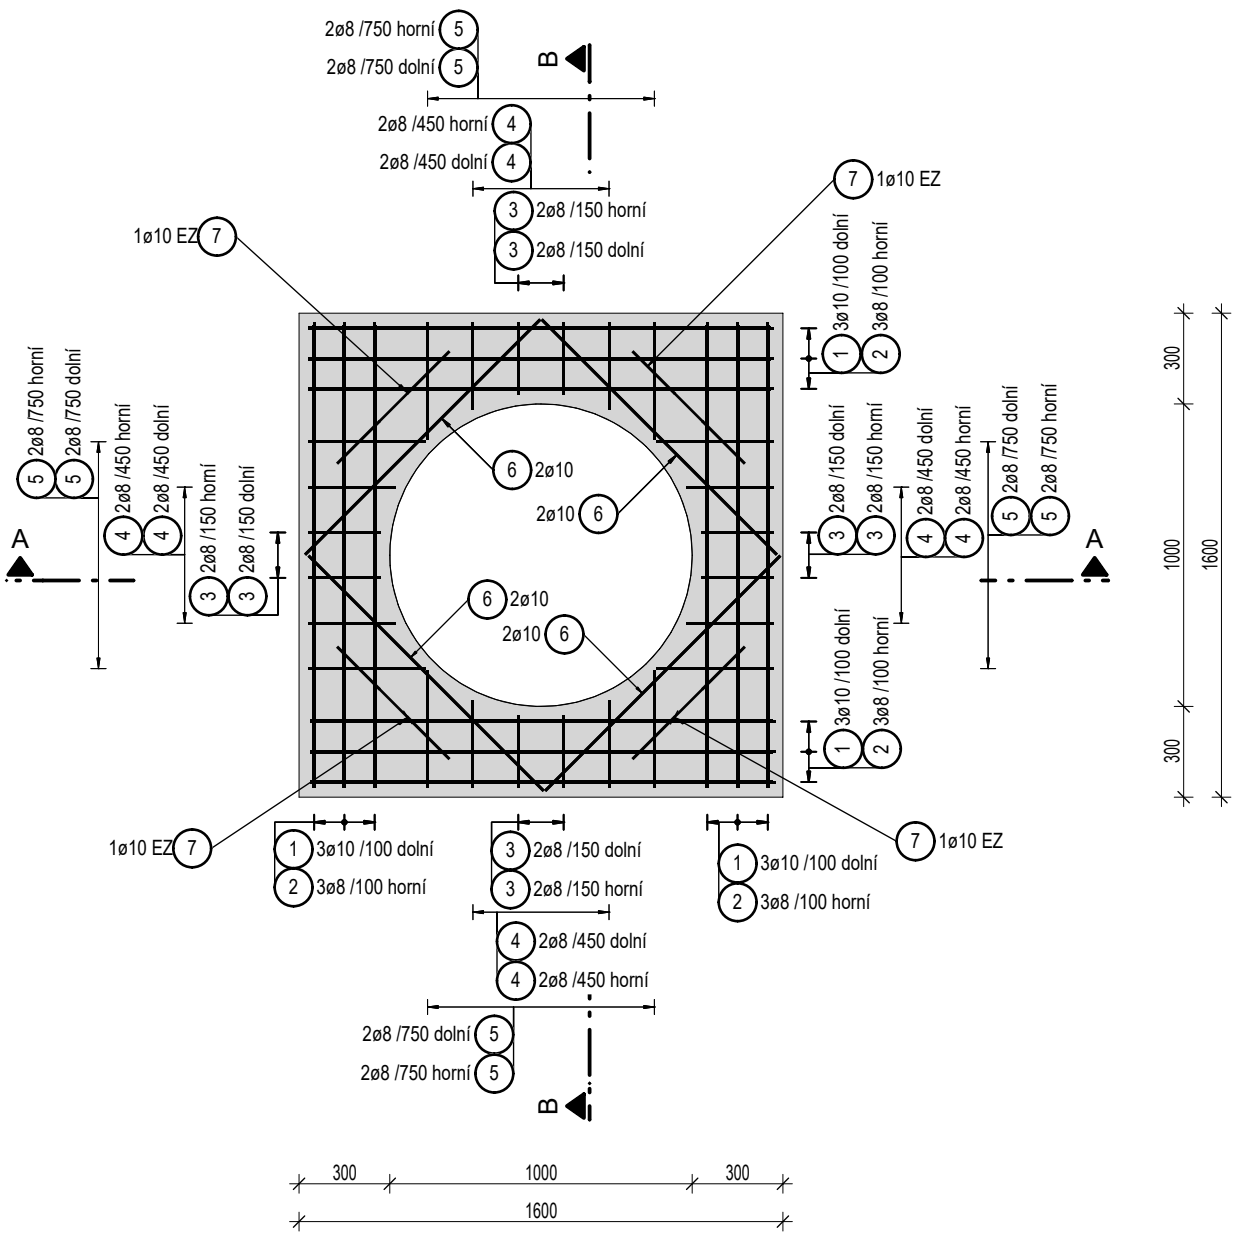 2ø8 /750 horní 5
2ø8 /750 dolní 5
B
2ø8 /450 horní 4
2ø8 /450 dolní 4
3 2ø8 /150 horní
3 2ø8 /150 dolní
7 1ø10 EZ
1ø10 EZ 7
1 3ø10 /100 dolní
2 3ø8 /100 horní
300
5 2ø8 /750 horní
5 2ø8 /750 dolní
4 2ø8 /450 horní
4 2ø8 /450 dolní
3 2ø8 /150 horní
3 2ø8 /150 dolní
A
6 2ø10
2ø10 6
6 2ø10
2ø10 6
3 2ø8 /150 dolní
3 2ø8 /150 horní
4 2ø8 /450 dolní
4 2ø8 /450 horní
5 2ø8 /750 dolní
5 2ø8 /750 horní
A
1000
1600
1 3ø10 /100 dolní
2 3ø8 /100 horní
300
1ø10 EZ 7
1 3ø10 /100 dolní
2 3ø8 /100 horní
3 2ø8 /150 dolní
3 2ø8 /150 horní
1 3ø10 /100 dolní
2 3ø8 /100 horní
7 1ø10 EZ
4 2ø8 /450 dolní
4 2ø8 /450 horní
2ø8 /750 dolní 5
2ø8 /750 horní 5
B
300 1000 300
1600